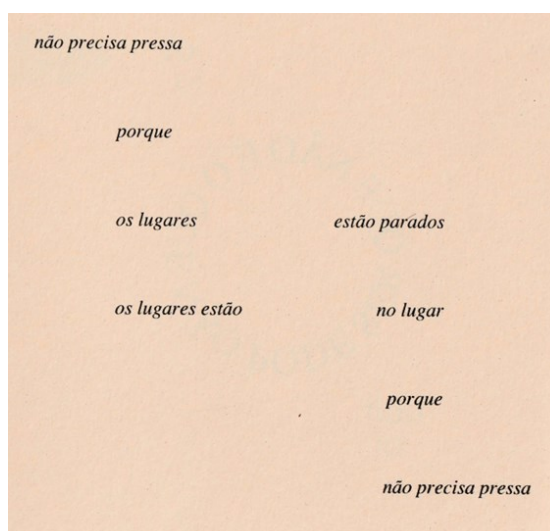 não precisa pressa
porque
os lugares estão parados
os lugares estão no lugar
porque
não precisa pressa